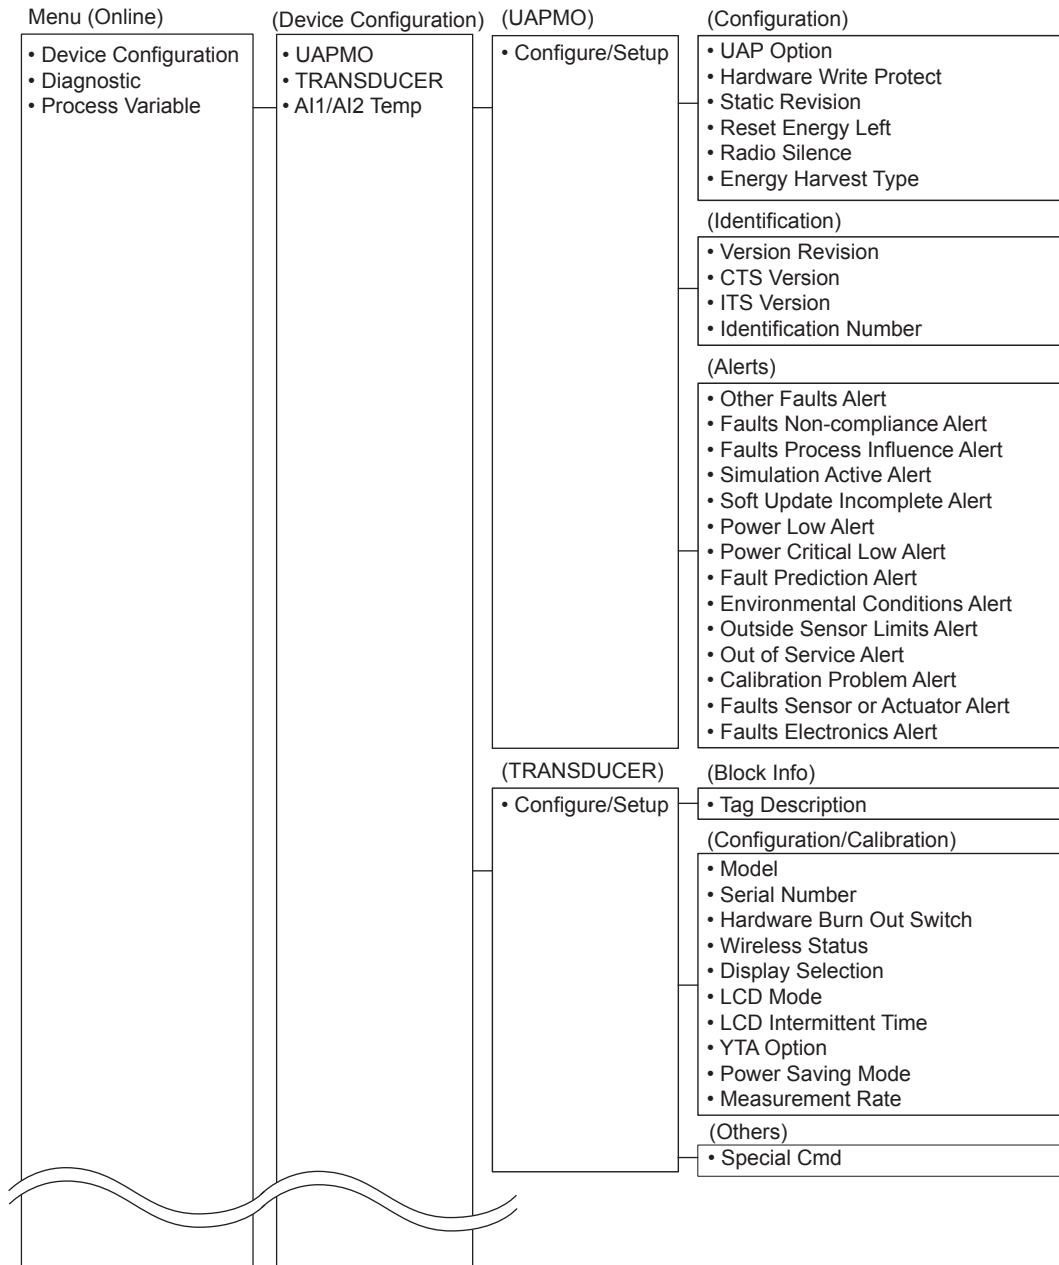 Menu (Online)
• Device Configuration
• Diagnostic
• Process Variable
(Device Configuration)
• UAPMO
• TRANSDUCER
• AI1/AI2 Temp
(UAPMO)
• Configure/Setup
(Configuration)
• UAP Option
• Hardware Write Protect
• Static Revision
• Reset Energy Left
• Radio Silence
• Energy Harvest Type
(Identification)
• Version Revision
• CTS Version
• ITS Version
• Identification Number
(Alerts)
• Other Faults Alert
• Faults Non-compliance Alert
• Faults Process Influence Alert
• Simulation Active Alert
• Soft Update Incomplete Alert
• Power Low Alert
• Power Critical Low Alert
• Fault Prediction Alert
• Environmental Conditions Alert
• Outside Sensor Limits Alert
• Out of Service Alert
• Calibration Problem Alert
• Faults Sensor or Actuator Alert
• Faults Electronics Alert
(TRANSDUCER)
• Configure/Setup
(Block Info)
• Tag Description
(Configuration/Calibration)
• Model
• Serial Number
• Hardware Burn Out Switch
• Wireless Status
• Display Selection
• LCD Mode
• LCD Intermittent Time
• YTA Option
• Power Saving Mode
• Measurement Rate
(Others)
• Special Cmd